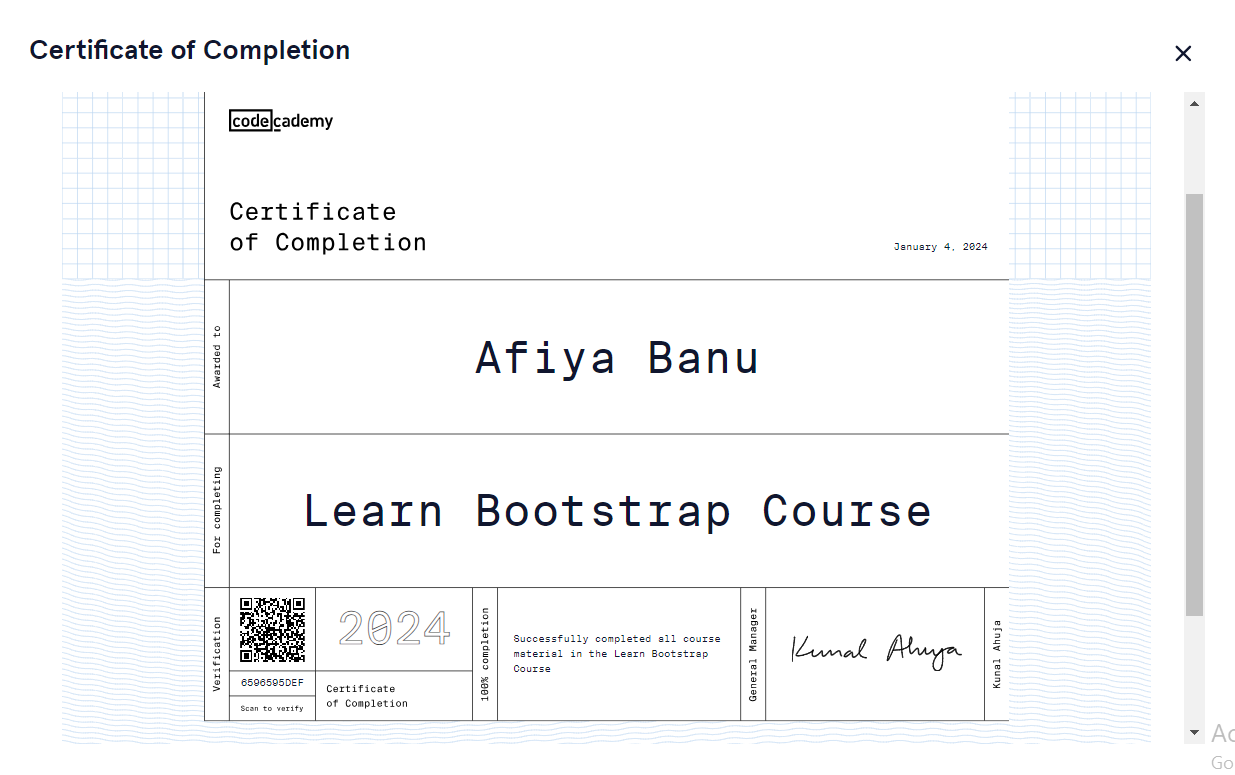 Certificate of Completion
codecademy
Certificate
of Completion
January 4, 2024
Awarded to
Afiya Banu
For completing
Learn Bootstrap Course
Verification
6596595DEF
Scan to verify
2024
Certificate
of Completion
100% completion
Successfully completed all course
material in the Learn Bootstrap
Course
General Manager
Kunal Ahuja
Kunal Ahuja